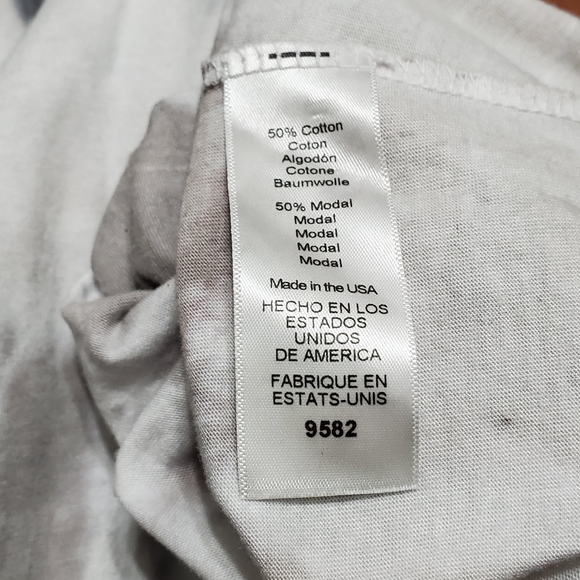 50% Cotton
Coton
Algodón
Cotone
Baumwolle
50% Modal
Modal
Modal
Modal
Modal
Made in the USA
HECHO EN LOS
ESTADOS
UNIDOS
DE AMERICA
FABRIQUE EN
ESTATS-UNIS
9582